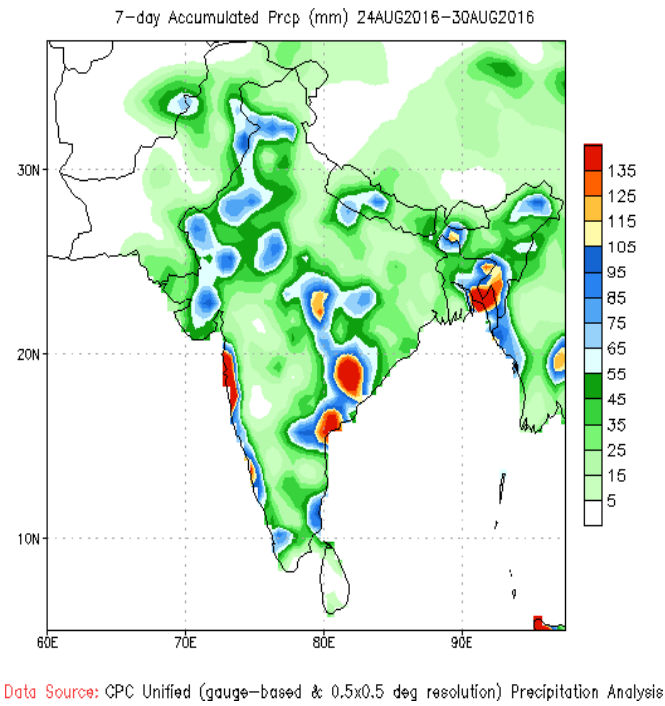 7-day Accumulated Prcp (mm) 24AUG2016-30AUG2016
30N
20N
10N
60E 70E 80E 90E
135
125
115
105
95
85
75
65
55
45
35
25
15
5
Data Source: CPC Unified (gauge-based & 0.5x0.5 deg resolution) Precipitation Analysis